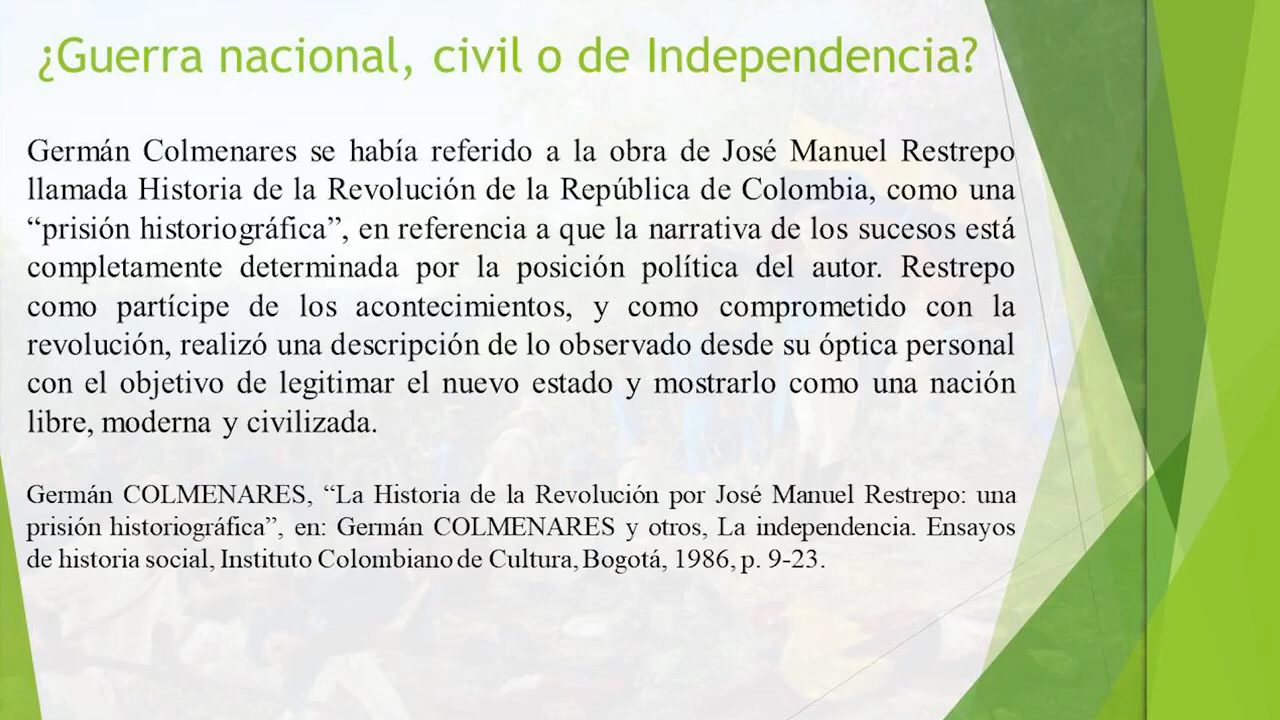 ¿Guerra nacional, civil o de Independencia?
Germán Colmenares se había referido a la obra de José Manuel Restrepo
llamada Historia de la Revolución de la República de Colombia, como una
“prisión historiográfica”, en referencia a que la narrativa de los sucesos está
completamente determinada por la posición política del autor. Restrepo
como partícipe de los acontecimientos, y como comprometido con la
revolución, realizó una descripción de lo observado desde su óptica personal
con el objetivo de legitimar el nuevo estado y mostrarlo como una nación
libre, moderna y civilizada.
Germán COLMENARES, “La Historia de la Revolución por José Manuel Restrepo: una
prisión historiográfica”, en: Germán COLMENARES y otros, La independencia. Ensayos
de historia social, Instituto Colombiano de Cultura, Bogotá, 1986, p. 9-23.